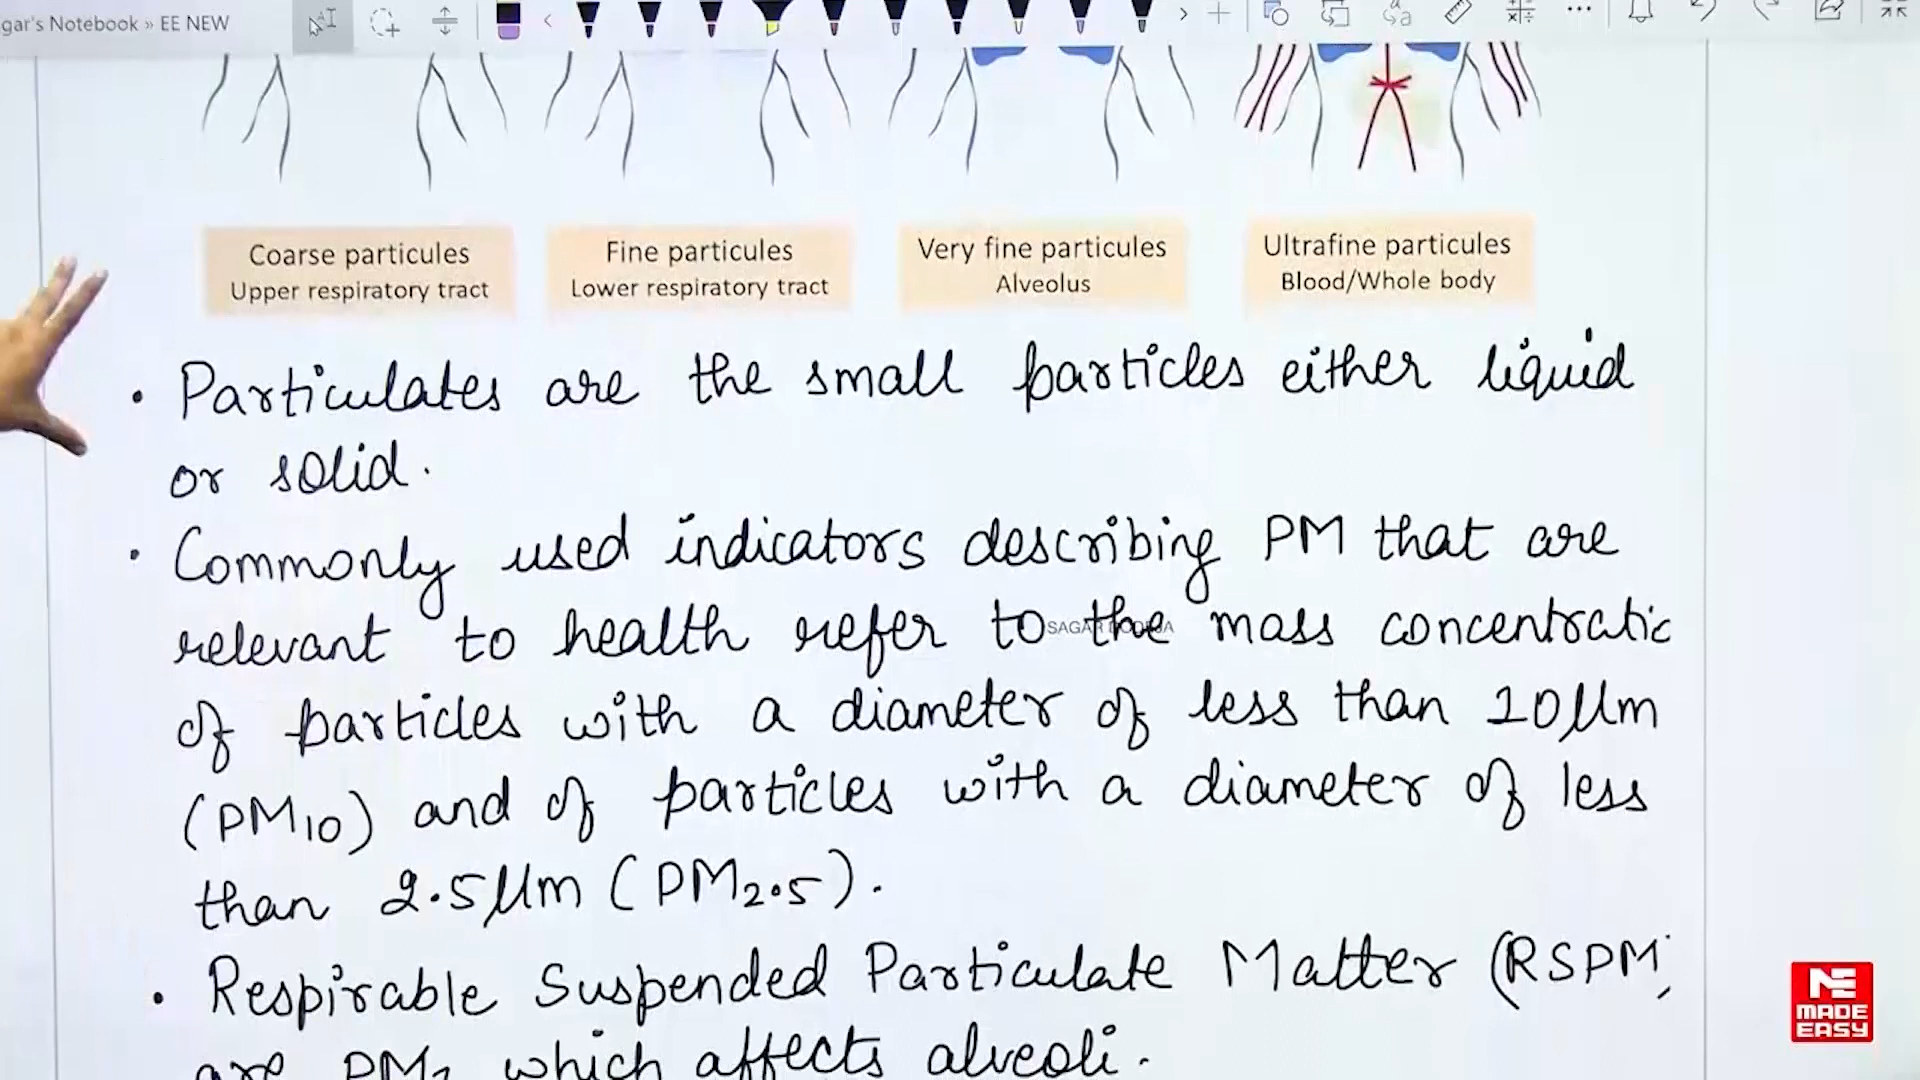 gar's Notebook » EE NEW
Coarse particules
Upper respiratory tract
Fine particules
Lower respiratory tract
Very fine particules
Alveolus
Ultrafine particules
Blood/Whole body
• Particulates are the small particles either liquid
or solid.
• Commonly used indicators describing PM that are
relevant to health refer to the mass concentratic
of particles with a diameter of less than 10µm
(PM10) and of particles with a diameter of less
than 2.5µm (PM2.5).
• Respirable Suspended Particulate Matter (RSPM)
are PM1 which affects alveoli.
ME
MADE
EASY